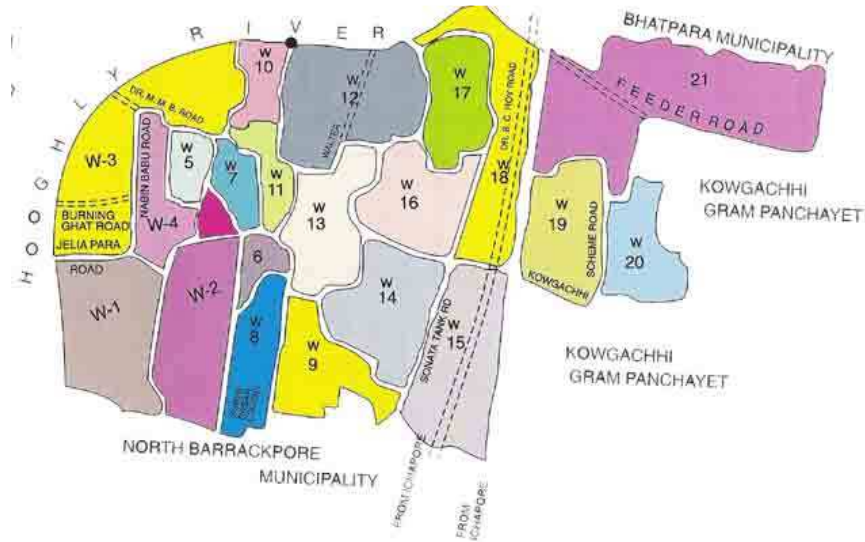 HOOGHLY RIVER
BHATPARA MUNICIPALITY
W
10
W
12
W
17
21
FEEDER ROAD
DR. M. M. B. ROAD
DR. B. C. ROY ROAD
W-3
NABIN BABU ROAD
W
5
W
7
W
11
W
16
W
18
KOWGACHHI
GRAM PANCHAYET
BURNING
GHAT ROAD
W-4
W
13
W
19
SCHEME ROAD
W
20
JELIA PARA
ROAD
6
KOWGACHHI
W-1
W-2
W
14
W
8
W
9
SONATA TANK RD
W
15
KOWGACHHI
GRAM PANCHAYET
NORTH BARRACKPORE
MUNICIPALITY
FROM ICHAPORE
FROM